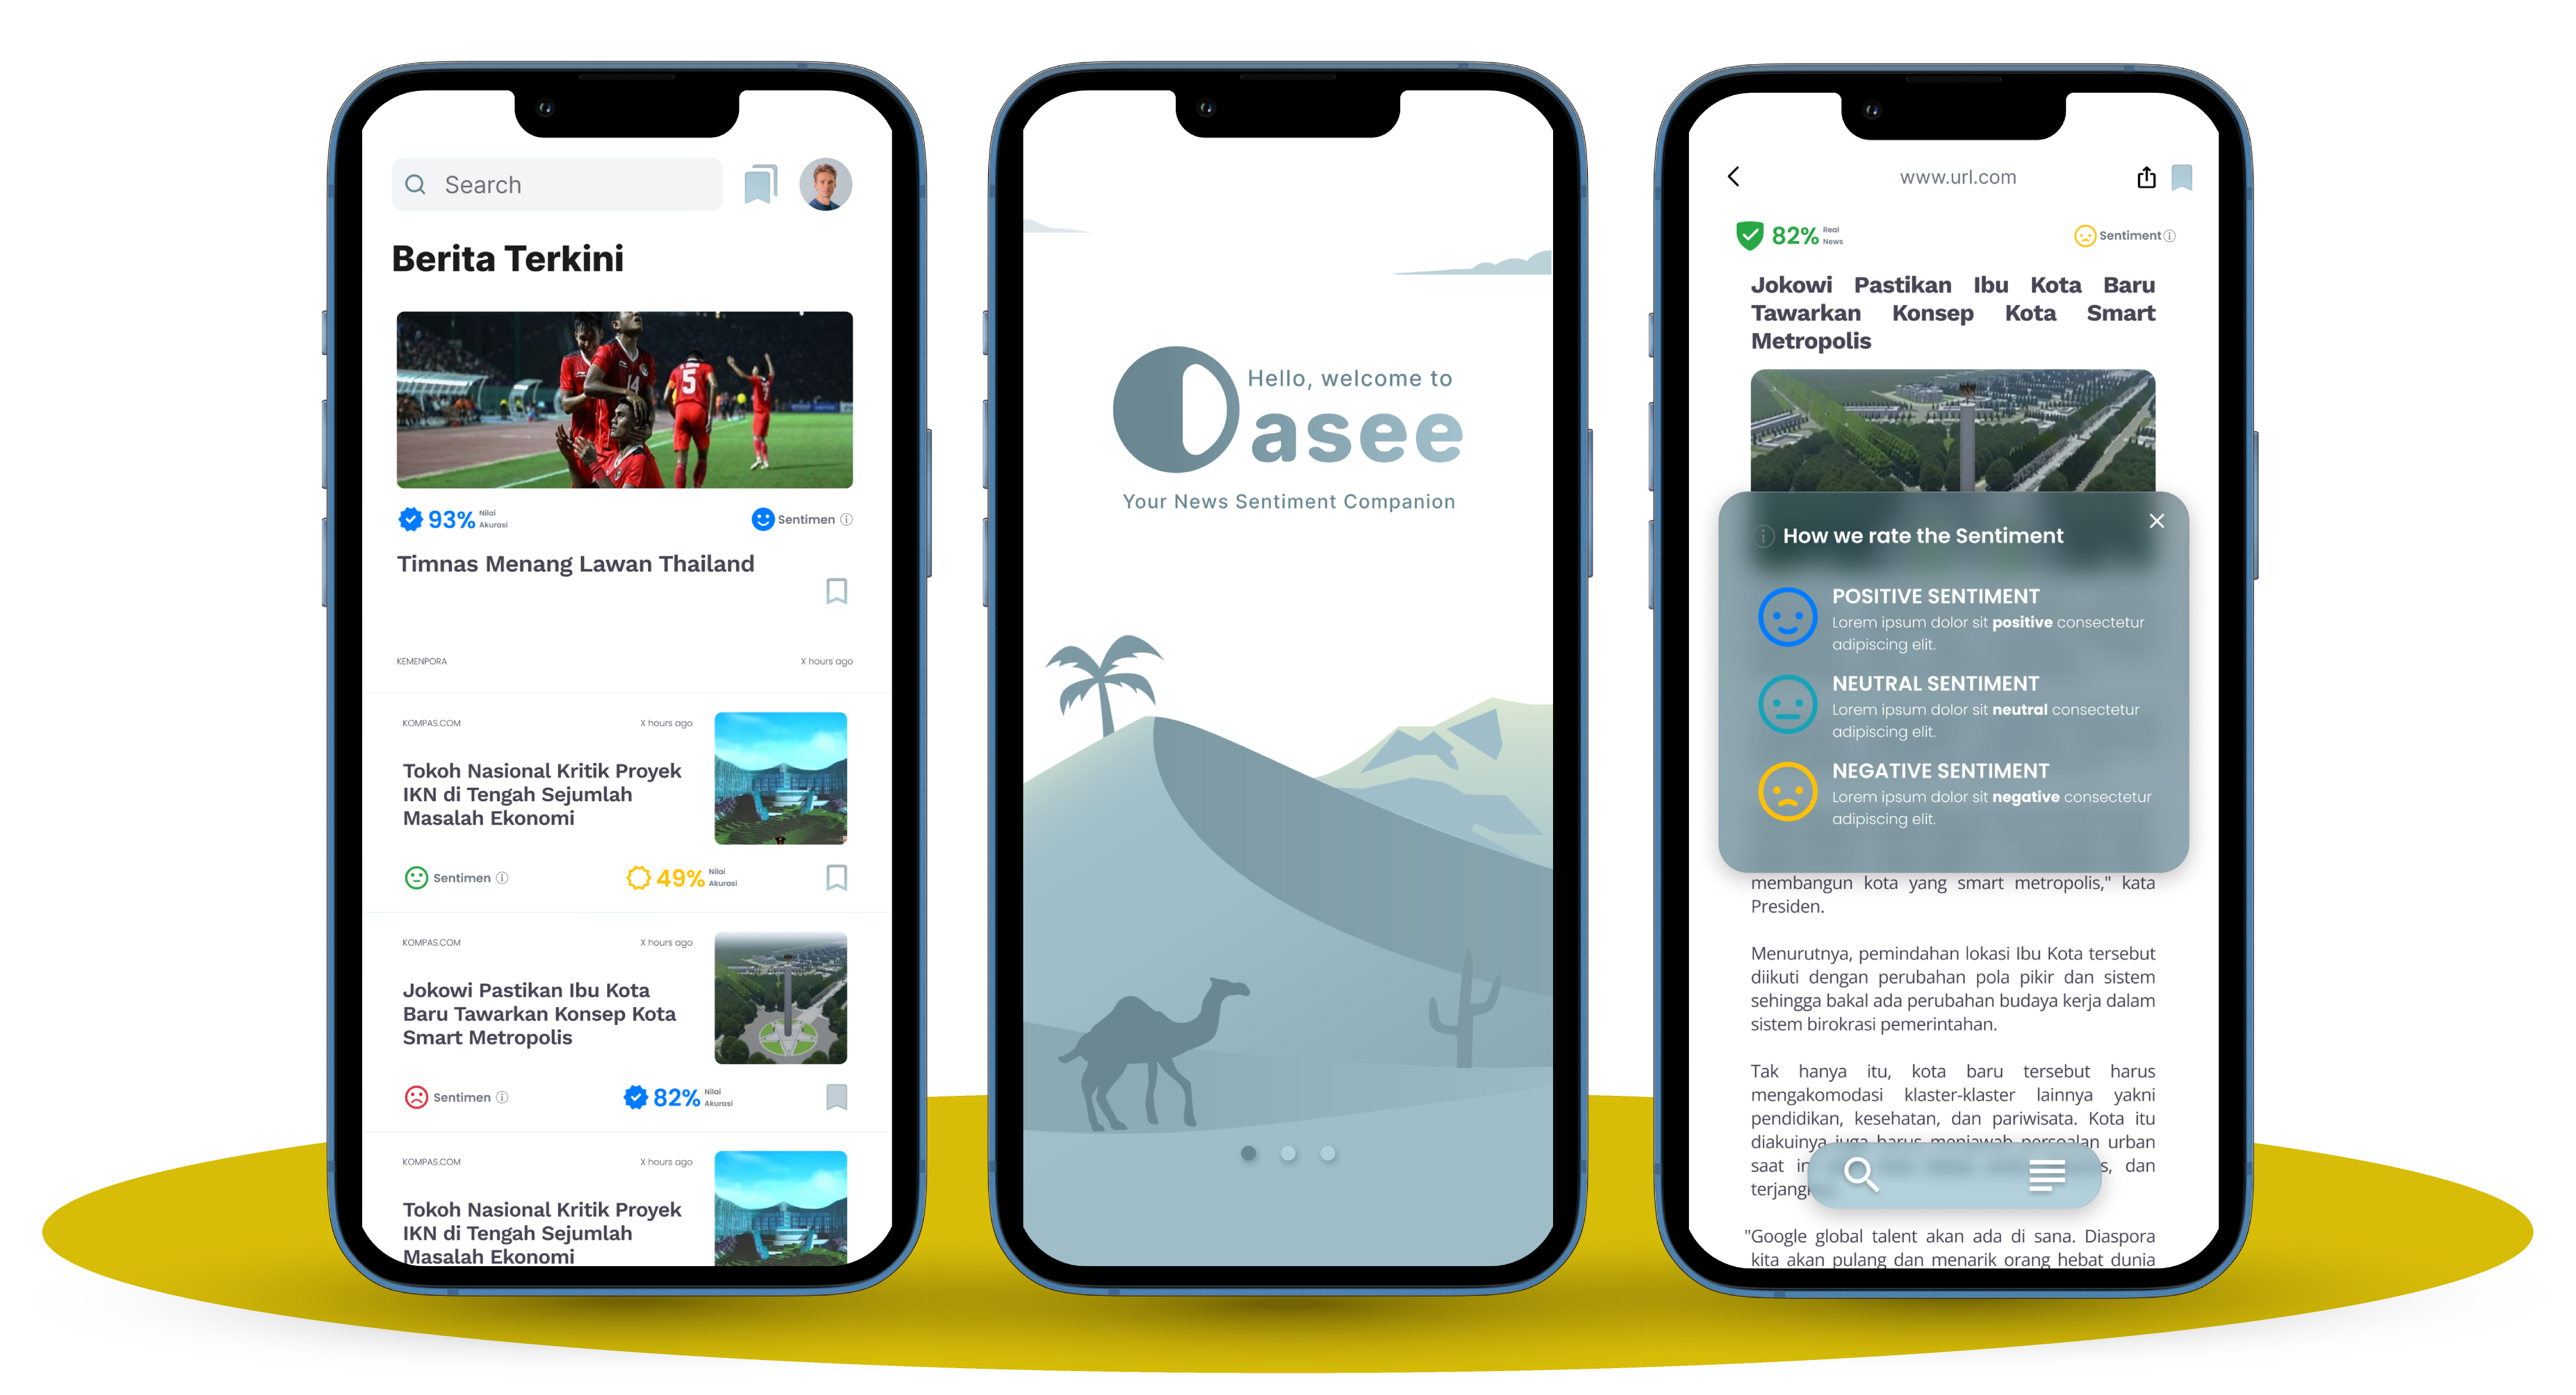 Search
Berita Terkini
5
14
93% Nilai Akurasi
Sentimen
Timnas Menang Lawan Thailand
KEMENPORA
X hours ago
KOMPAS.COM
X hours ago
Tokoh Nasional Kritik Proyek
IKN di Tengah Sejumlah
Masalah Ekonomi
Sentimen
49% Nilai Akurasi
KOMPAS.COM
X hours ago
Jokowi Pastikan Ibu Kota
Baru Tawarkan Konsep Kota
Smart Metropolis
Sentimen
82% Nilai Akurasi
KOMPAS.COM
X hours ago
Tokoh Nasional Kritik Proyek
IKN di Tengah Sejumlah
Masalah Ekonomi
Hello, welcome to
Oasee
Your News Sentiment Companion
www.url.com
82% Real News
Sentiment
Jokowi Pastikan Ibu Kota Baru
Tawarkan Konsep Kota Smart
Metropolis
How we rate the Sentiment
POSITIVE SENTIMENT
Lorem ipsum dolor sit positive consectetur
adipiscing elit.
NEUTRAL SENTIMENT
Lorem ipsum dolor sit neutral consectetur
adipiscing elit.
NEGATIVE SENTIMENT
Lorem ipsum dolor sit negative consectetur
adipiscing elit.
membangun kota yang smart metropolis," kata
Presiden.
Menurutnya, pemindahan lokasi Ibu Kota tersebut
diikuti dengan perubahan pola pikir dan sistem
sehingga bakal ada perubahan budaya kerja dalam
sistem birokrasi pemerintahan.
Tak hanya itu, kota baru tersebut harus
mengakomodasi klaster-klaster lainnya yakni
pendidikan, kesehatan, dan pariwisata. Kota itu
diakuinya juga harus menjawab persoalan urban
saat dan
"Google global talent akan ada di sana. Diaspora
kita akan pulang dan menarik orang hebat dunia